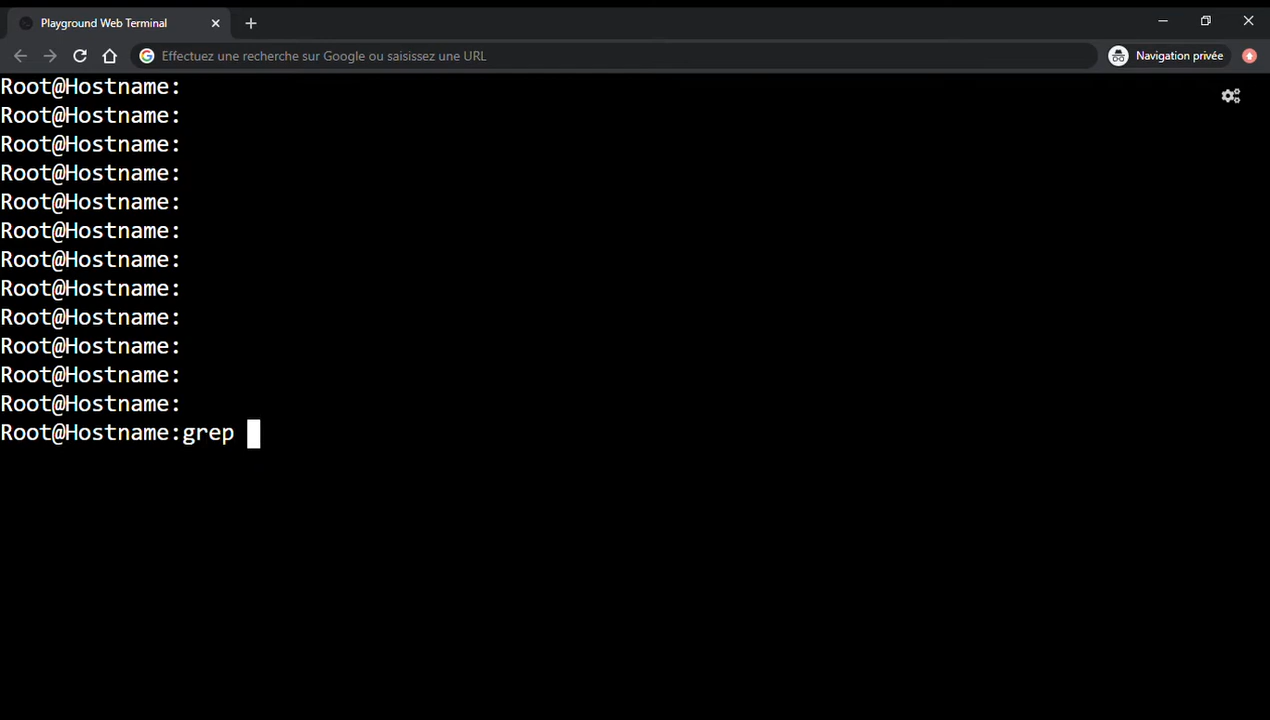 Playground Web Terminal
Effectuez une recherche sur Google ou saisissez une URL
Navigation privée
Root@Hostname:
Root@Hostname:
Root@Hostname:
Root@Hostname:
Root@Hostname:
Root@Hostname:
Root@Hostname:
Root@Hostname:
Root@Hostname:
Root@Hostname:
Root@Hostname:
Root@Hostname:
Root@Hostname:grep